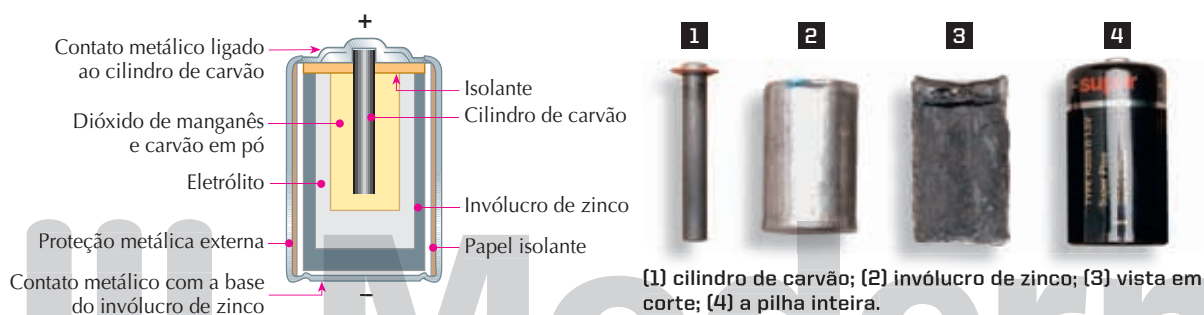 +
Contato metálico ligado
ao cilindro de carvão
Dióxido de manganês
e carvão em pó
Eletrólito
Proteção metálica externa
Contato metálico com a base
do invólucro de zinco
Isolante
Cilindro de carvão
Invólucro de zinco
Papel isolante
–
1
2
3
4
super
(1) cilindro de carvão; (2) invólucro de zinco; (3) vista em
corte; (4) a pilha inteira.